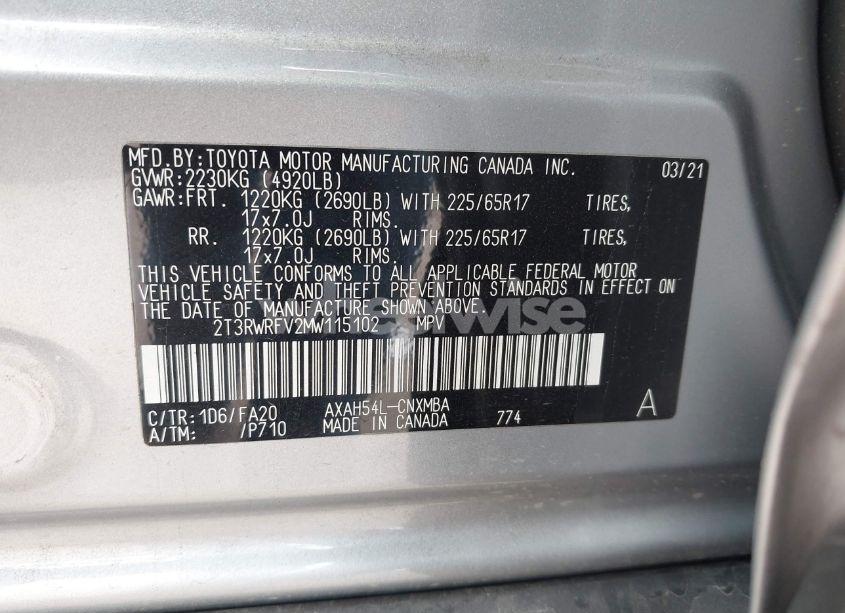 MFD.BY:TOYOTA MOTOR MANUFACTURING CANADA INC. 03/21
GVWR:2230KG (4920LB)
GAWR:FRT. 1220KG (2690LB) WITH 225/65R17 TIRES,
17x7.0J RIMS.
RR. 1220KG (2690LB) WITH 225/65R17 TIRES,
17x7.0J RIMS.
THIS VEHICLE CONFORMS TO ALL APPLICABLE FEDERAL MOTOR
VEHICLE SAFETY AND THEFT PREVENTION STANDARDS IN EFFECT ON
THE DATE OF MANUFACTURE SHOWN ABOVE.
2T3RWRFV2MW115102 MPV
C/TR:1D6/FA20 AXAH54L-CNXMBA A
A/TM: /P710 MADE IN CANADA 774